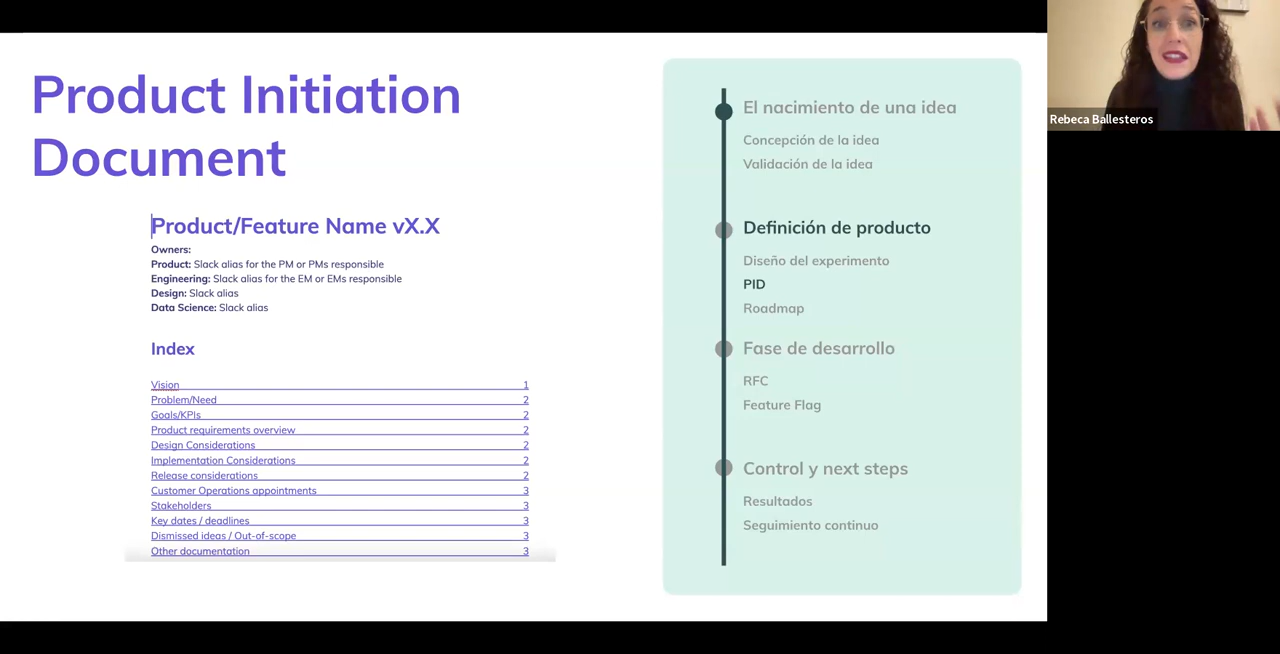 Product Initiation
Document
Product/Feature Name vX.X
Owners:
Product: Slack alias for the PM or PMs responsible
Engineering: Slack alias for the EM or EMs responsible
Design: Slack alias
Data Science: Slack alias
Index
Vision 1
Problem/Need 2
Goals/KPIs 2
Product requirements overview 2
Design Considerations 2
Implementation Considerations 2
Release considerations 2
Customer Operations appointments 3
Stakeholders 3
Key dates / deadlines 3
Dismissed ideas / Out-of-scope 3
Other documentation 3
El nacimiento de una idea
Concepción de la idea
Validación de la idea
Definición de producto
Diseño del experimento
PID
Roadmap
Fase de desarrollo
RFC
Feature Flag
Control y next steps
Resultados
Seguimiento continuo
Rebeca Ballesteros